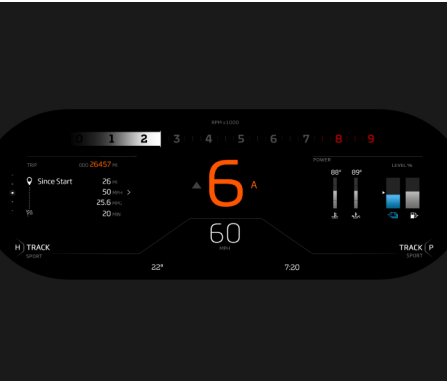 RPM x1000
0 1 2 3 4 5 6 7 8 9
TRIP
ODO 26457 MI
Since Start
26 MI
50 MPH
25.6 MPG
20 MIN
6 A
60
MPH
POWER
LEVEL %
88° 89°
H TRACK
SPORT
TRACK P
SPORT
22°
7:20